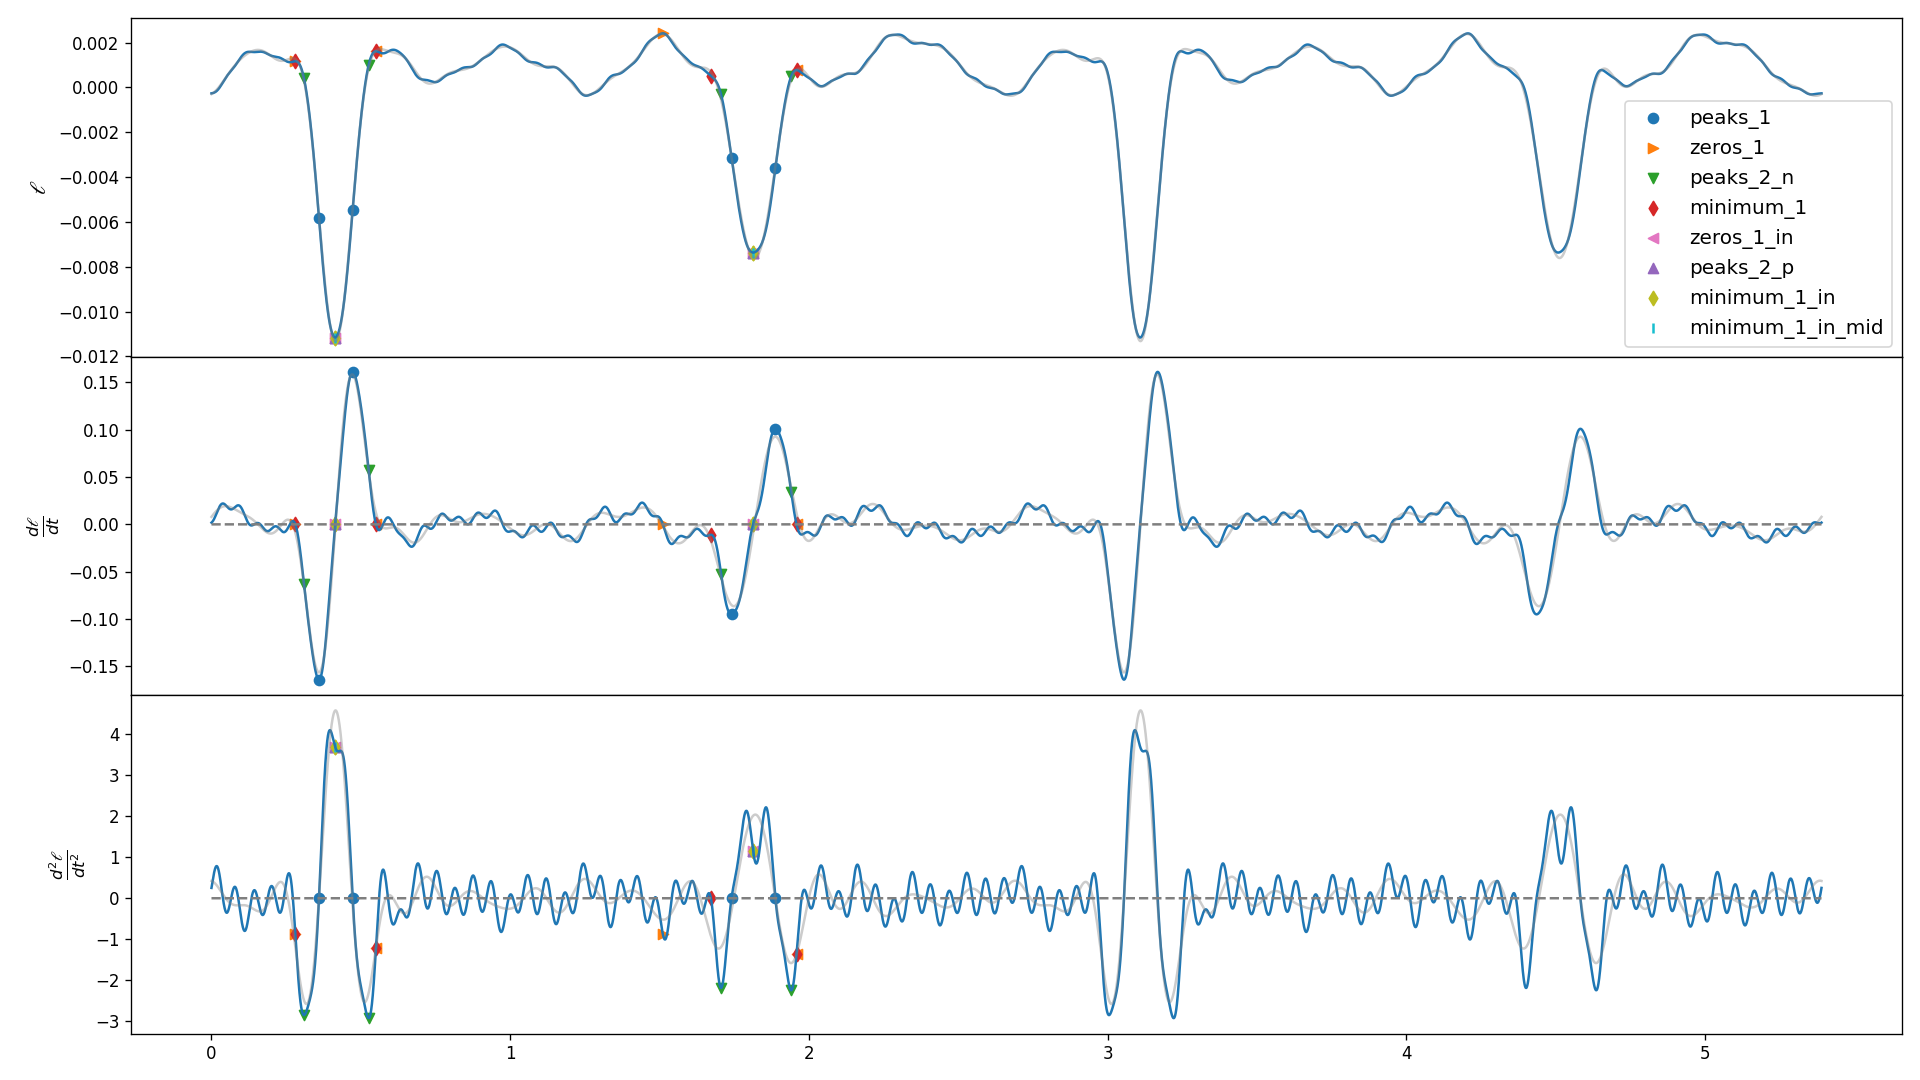 0.002
0.000
−0.002
−0.004
−0.006
−0.008
−0.010
−0.012
ℓ
peaks_1
zeros_1
peaks_2_n
minimum_1
zeros_1_in
peaks_2_p
minimum_1_in
minimum_1_in_mid
0.15
0.10
0.05
0.00
−0.05
−0.10
−0.15
dℓ
dt
4
3
2
1
0
−1
−2
−3
d²ℓ
dt²
0 1 2 3 4 5